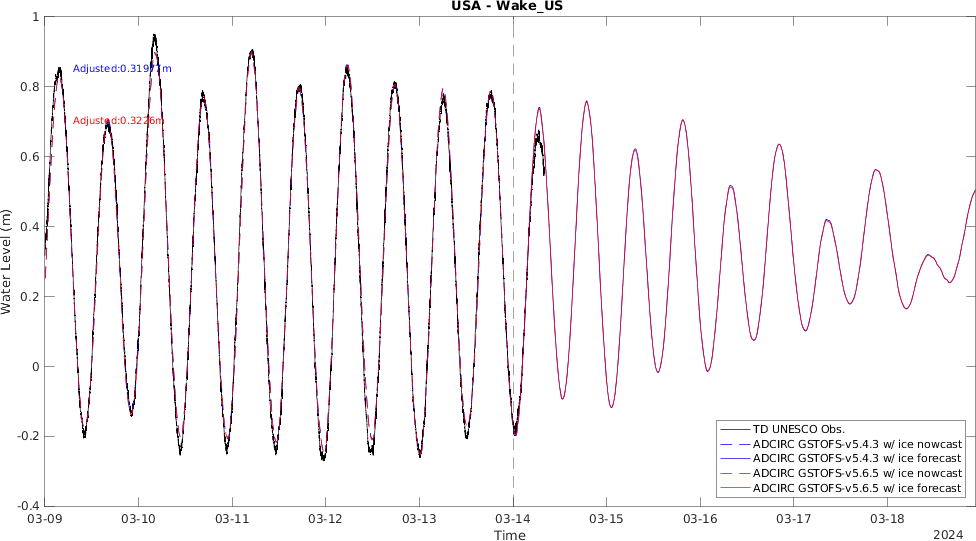 USA - Wake_US
1
0.8
0.6
0.4
0.2
0
-0.2
-0.4
Water Level (m)
Adjusted:0.31977m
Adjusted:0.3226m
TD UNESCO Obs.
ADCIRC GSTOFS-v5.4.3 w/ ice nowcast
ADCIRC GSTOFS-v5.4.3 w/ ice forecast
ADCIRC GSTOFS-v5.6.5 w/ ice nowcast
ADCIRC GSTOFS-v5.6.5 w/ ice forecast
03-09 03-10 03-11 03-12 03-13 03-14 03-15 03-16 03-17 03-18
Time
2024